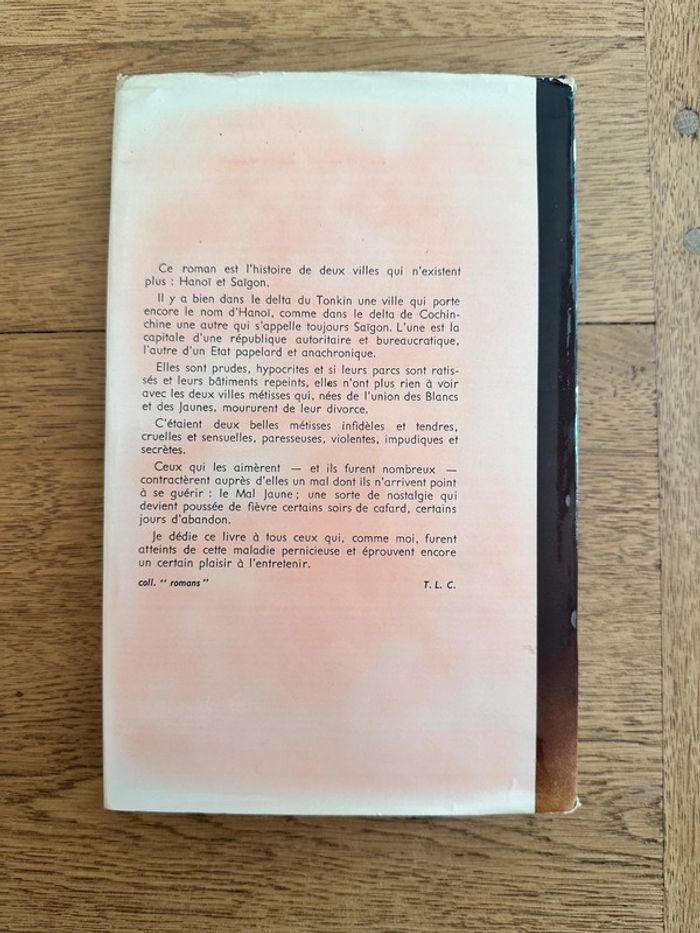 Ce roman est l'histoire de deux villes qui n'existent
plus : Hanoï et Saïgon.
Il y a bien dans le delta du Tonkin une ville qui porte
encore le nom d'Hanoï, comme dans le delta de Cochin-
chine une autre qui s'appelle toujours Saïgon. L'une est la
capitale d'une république autoritaire et bureaucratique,
l'autre d'un Etat papelard et anachronique.
Elles sont prudes, hypocrites et si leurs parcs sont ratis-
sés et leurs bâtiments repeints, elles n'ont plus rien à voir
avec les deux villes métisses qui, nées de l'union des Blancs
et des Jaunes, moururent de leur divorce.
C'étaient deux belles métisses infidèles et tendres,
cruelles et sensuelles, paresseuses, violentes, impudiques et
secrètes.
Ceux qui les aimèrent — et ils furent nombreux —
contractèrent auprès d'elles un mal dont ils n'arrivent point
à se guérir : le Mal Jaune ; une sorte de nostalgie qui
devient poussée de fièvre certains soirs de cafard, certains
jours d'abandon.
Je dédie ce livre à tous ceux qui, comme moi, furent
atteints de cette maladie pernicieuse et éprouvent encore
un certain plaisir à l'entretenir.
coll. " romans " T. L. C.